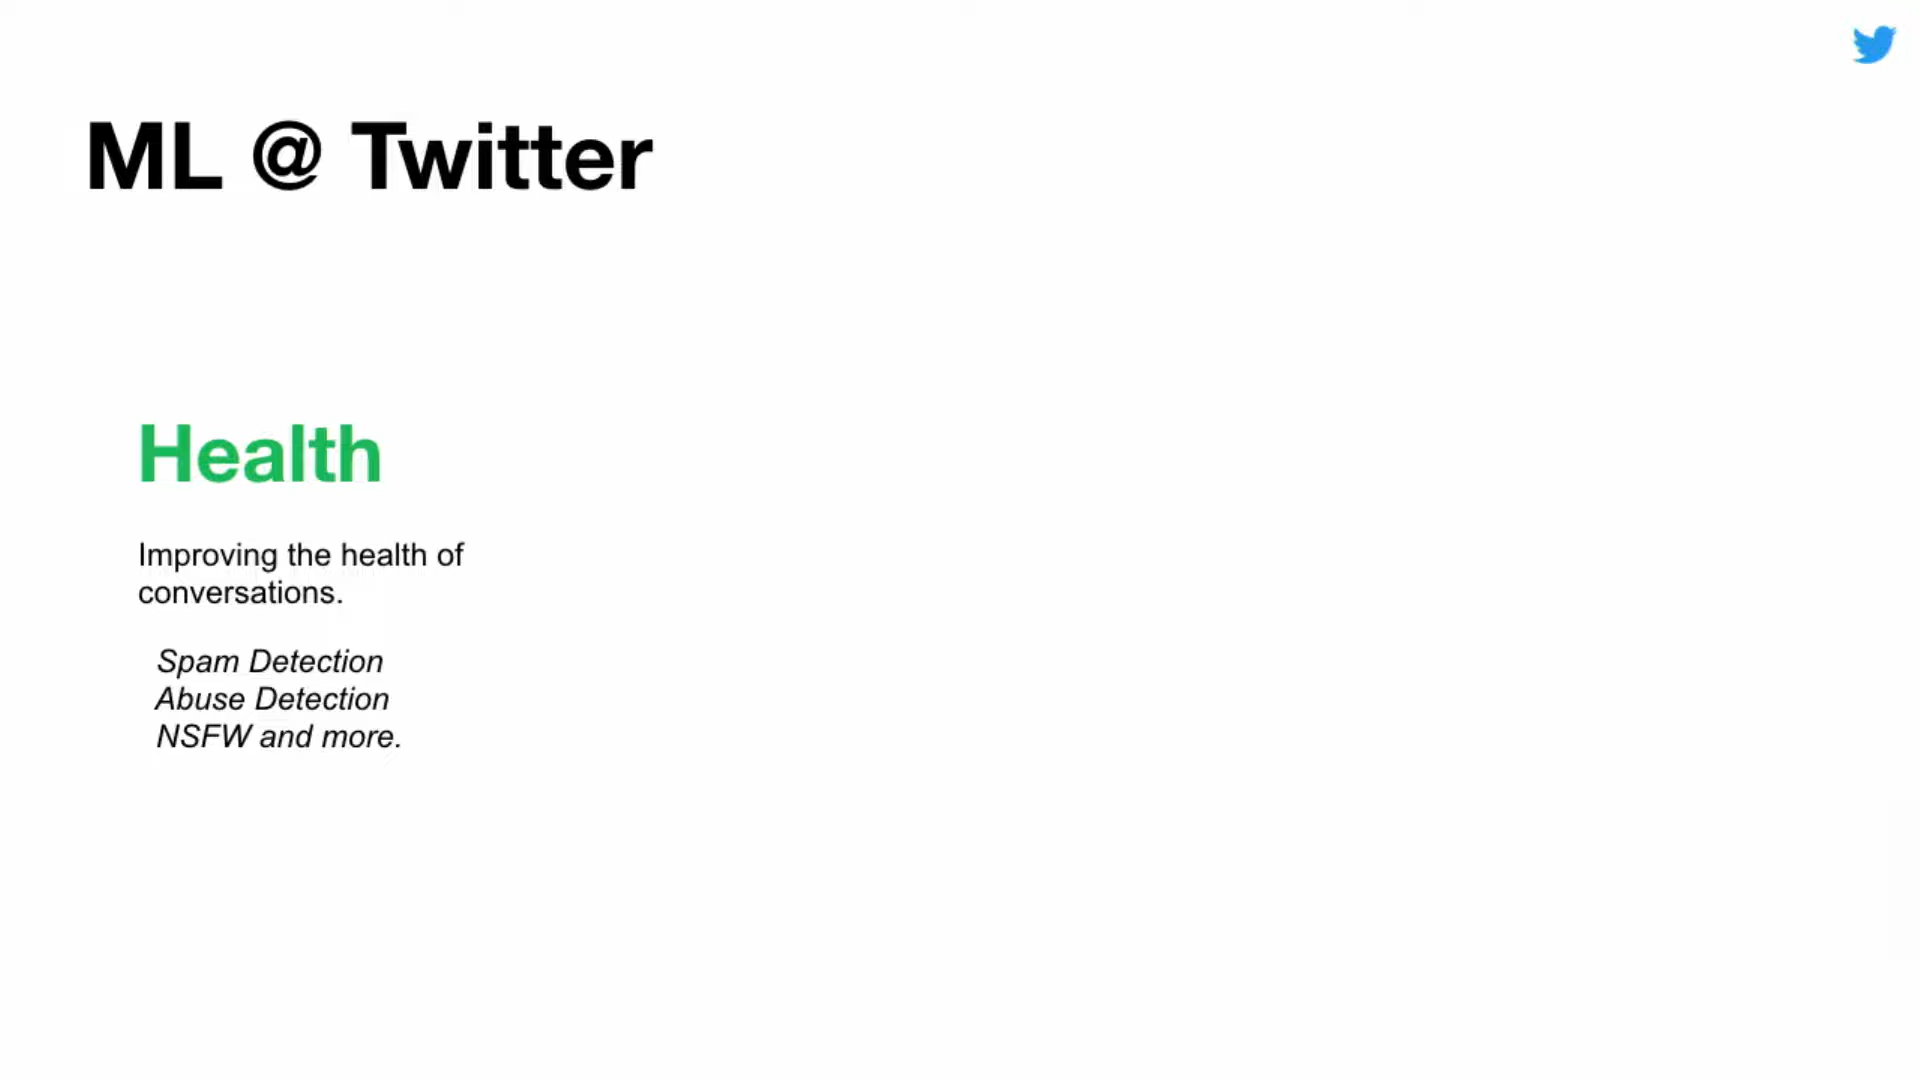 ML @ Twitter
Health
Improving the health of
conversations.
Spam Detection
Abuse Detection
NSFW and more.